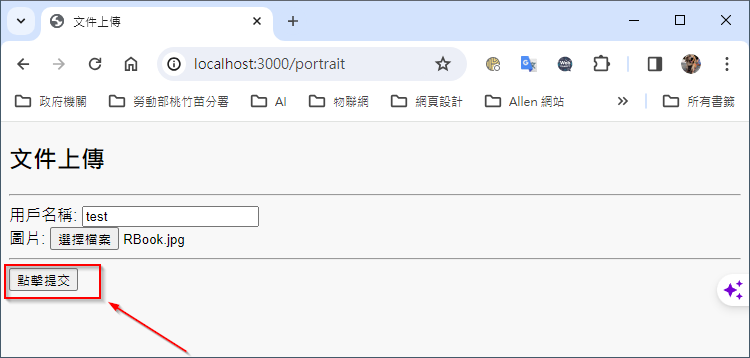 文件上傳
localhost:3000/portrait
政府機關 勞動部桃竹苗分署 AI 物聯網 網頁設計 Allen 網站 所有書籤
文件上傳
用戶名稱: test
圖片: 選擇檔案 RBook.jpg
點擊提交